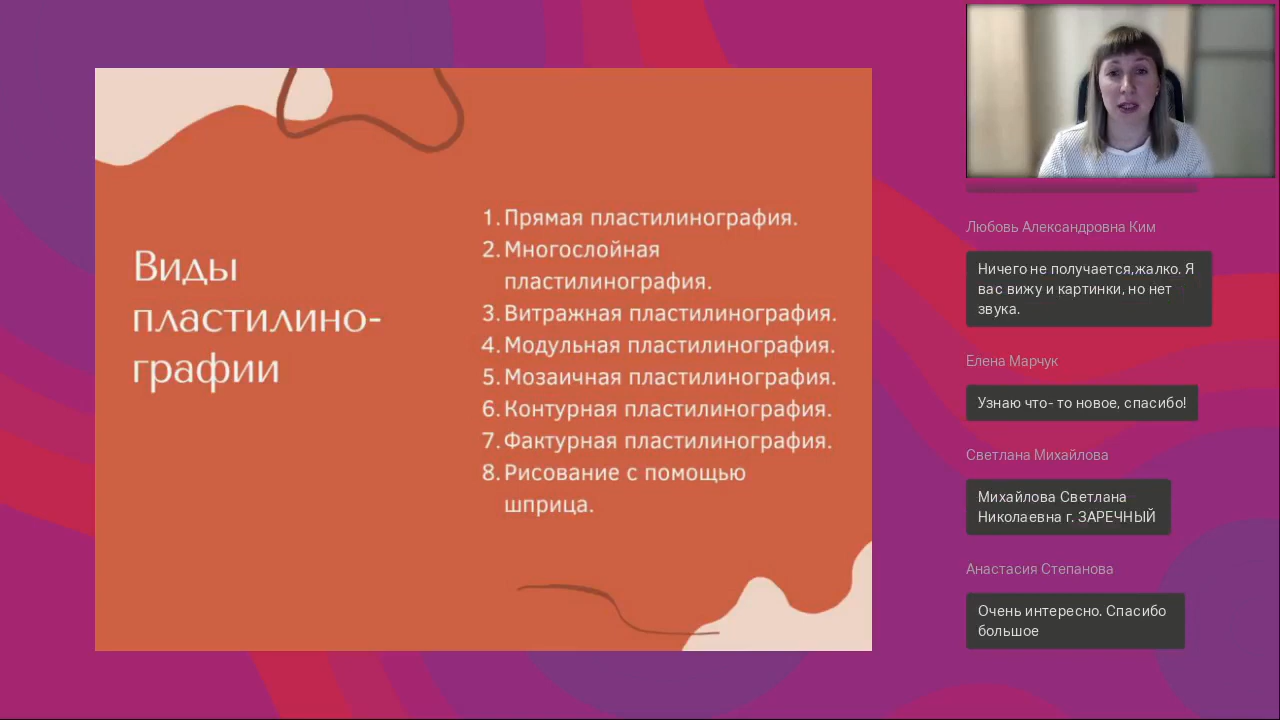 Виды
пластилино-
графии
1. Прямая пластилинография.
2. Многослойная
пластилинография.
3. Витражная пластилинография.
4. Модульная пластилинография.
5. Мозаичная пластилинография.
6. Контурная пластилинография.
7. Фактурная пластилинография.
8. Рисование с помощью
шприца.
Любовь Александровна Ким
Ничего не получается,жалко. Я
вас вижу и картинки, но нет
звука.
Елена Марчук
Узнаю что- то новое, спасибо!
Светлана Михайлова
Михайлова Светлана
Николаевна г. ЗАРЕЧНЫЙ
Анастасия Степанова
Очень интересно. Спасибо
большое